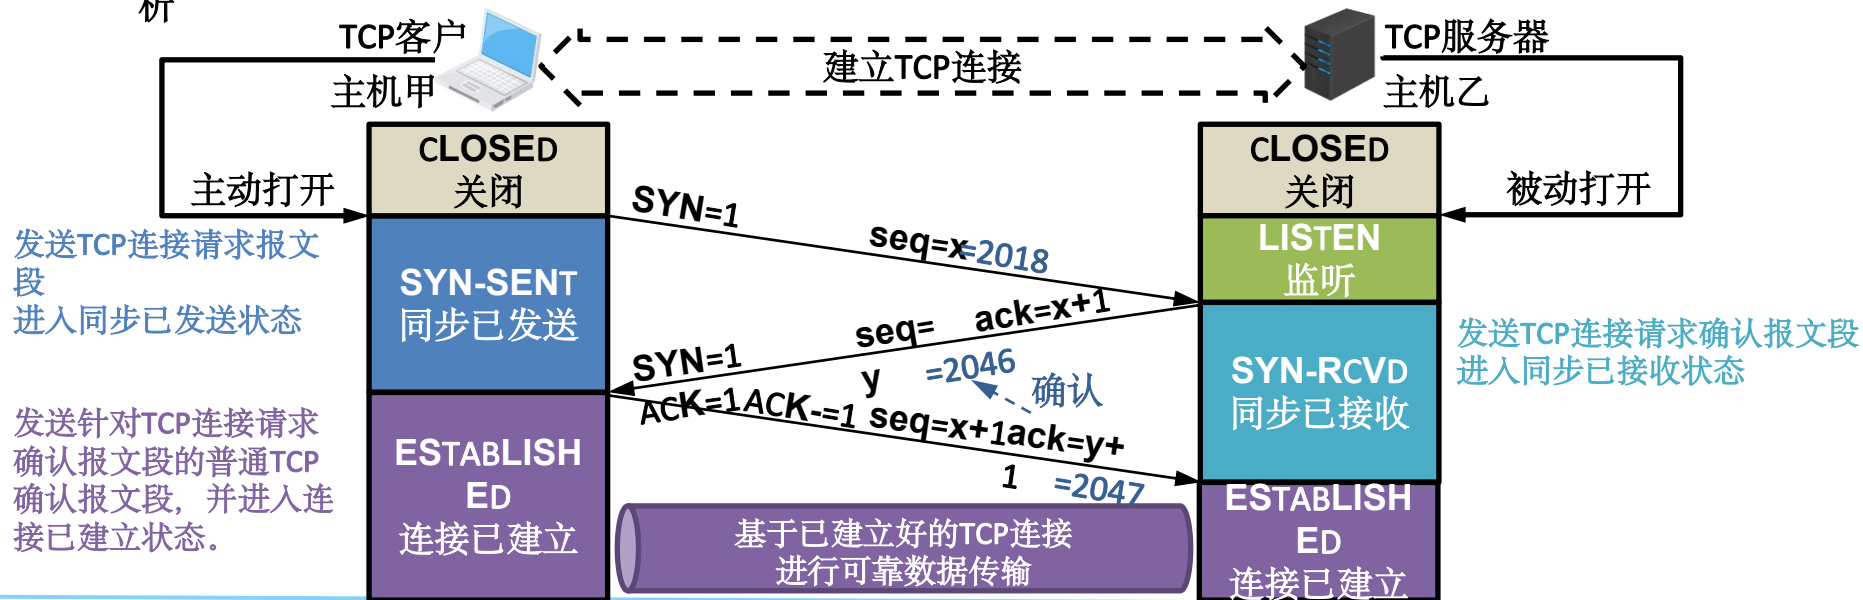 析
TCP客户
主机甲
建立TCP连接
TCP服务器
主机乙
CLOSED
关闭
CLOSED
关闭
主动打开
被动打开
SYN=1
seq=x=2018
LISTEN
监听
发送TCP连接请求报文
段
进入同步已发送状态
SYN-SENT
同步已发送
SYN=1
ACK=1
seq=
y
=2046
ack=x+1
确认
发送TCP连接请求确认报文段
进入同步已接收状态
SYN-RCVD
同步已接收
ACK-=1
seq=x+1
ack=y+
1
=2047
发送针对TCP连接请求
确认报文段的普通TCP
确认报文段，并进入连
接已建立状态。
ESTABLISH
ED
连接已建立
ESTABLISH
ED
连接已建立
基于已建立好的TCP连接
进行可靠数据传输